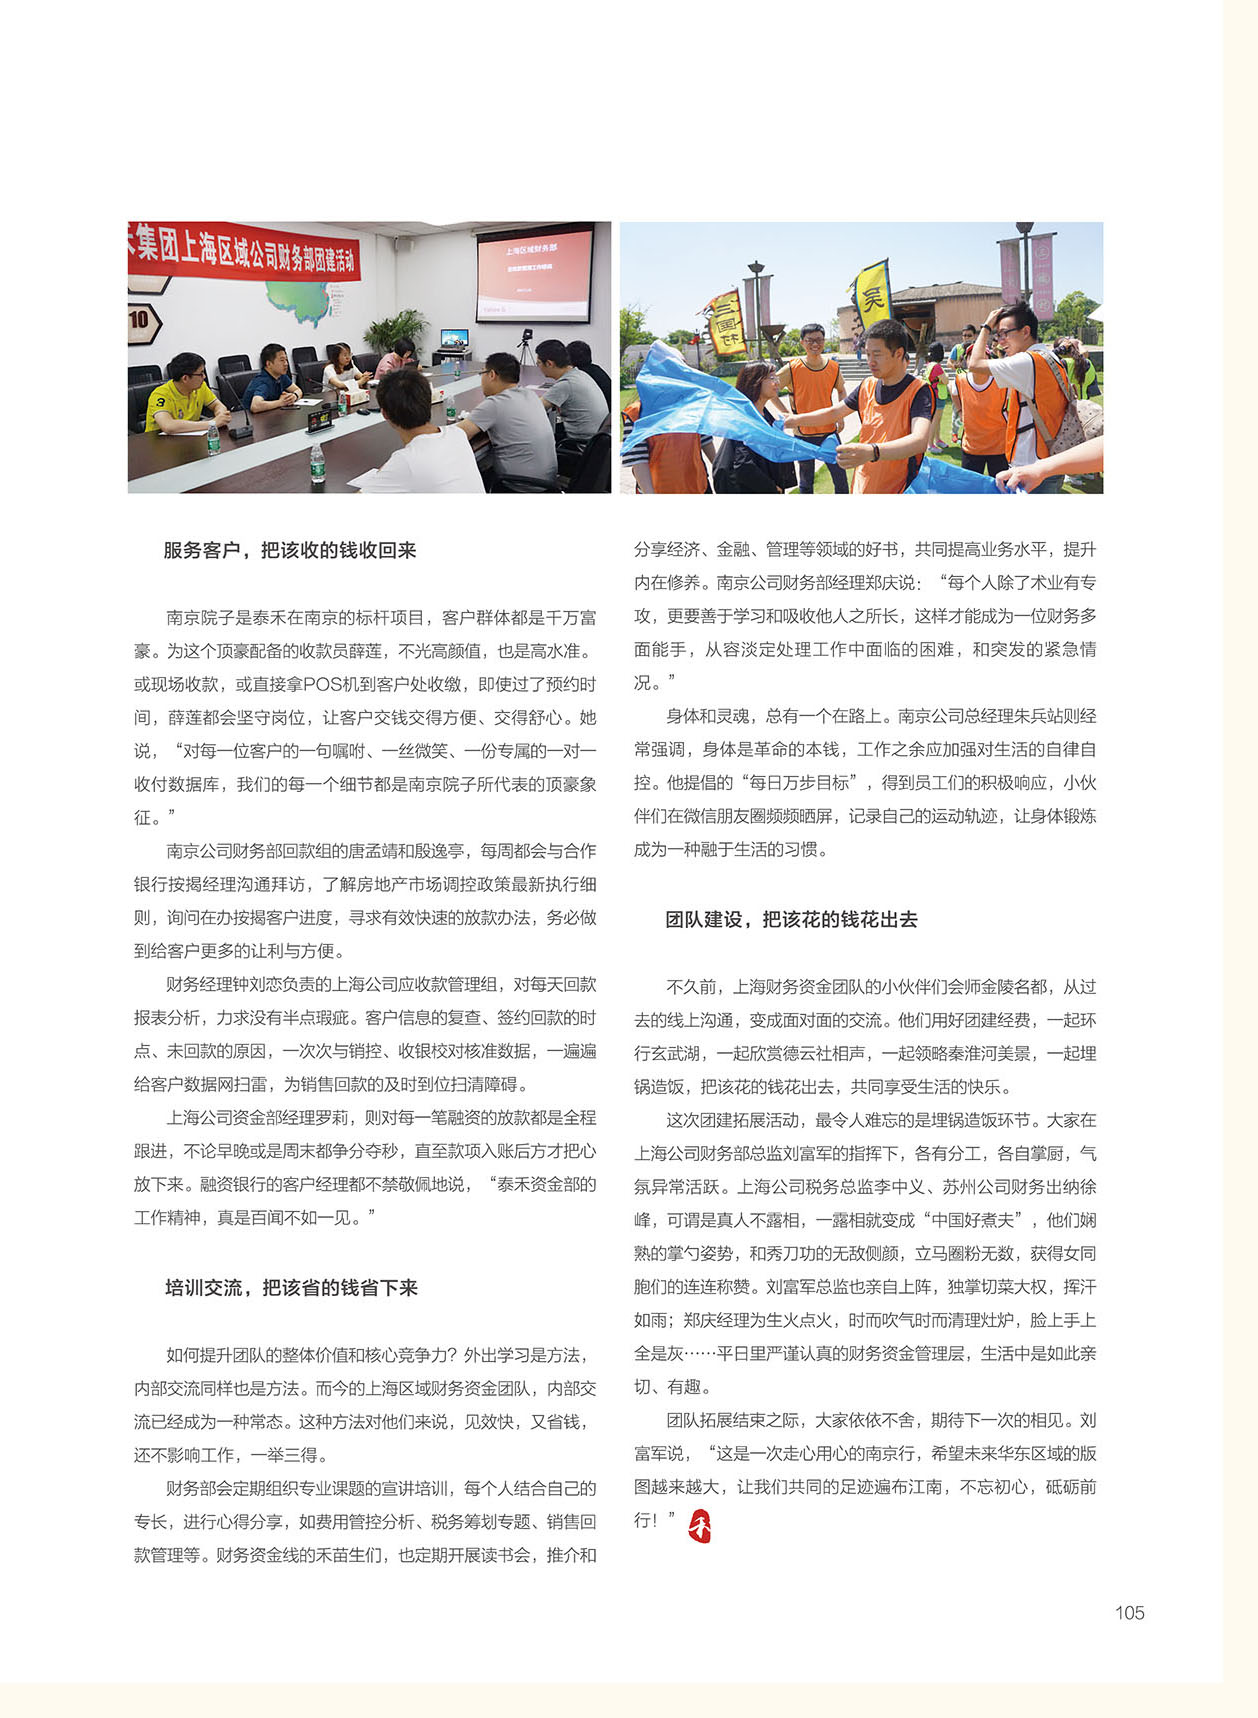 禾集团上海区域公司财务部团建活动
上海区域财务部
10
3
三国村
吴
服务客户，把该收的钱收回来
南京院子是泰禾在南京的标杆项目，客户群体都是千万富
豪。为这个顶豪配备的收款员薛莲，不光高颜值，也是高水准。
或现场收款，或直接拿POS机到客户处收缴，即使过了预约时
间，薛莲都会坚守岗位，让客户交钱交得方便、交得舒心。她
说，“对每一位客户的一句嘱咐、一丝微笑、一份专属的一对一
收付数据库，我们的每一个细节都是南京院子所代表的顶豪象
征。”
南京公司财务部回款组的唐孟靖和殷逸亭，每周都会与合作
银行按揭经理沟通拜访，了解房地产市场调控政策最新执行细
则，询问在办按揭客户进度，寻求有效快速的放款办法，务必做
到给客户更多的让利与方便。
财务经理钟刘恋负责的上海公司应收款管理组，对每天回款
报表分析，力求没有半点瑕疵。客户信息的复查、签约回款的时
点、未回款的原因，一次次与销控、收银校对核准数据，一遍遍
给客户数据网扫雷，为销售回款的及时到位扫清障碍。
上海公司资金部经理罗莉，则对每一笔融资的放款都是全程
跟进，不论早晚或是周末都争分夺秒，直至款项入账后方才把心
放下来。融资银行的客户经理都不禁敬佩地说，“泰禾资金部的
工作精神，真是百闻不如一见。”
培训交流，把该省的钱省下来
如何提升团队的整体价值和核心竞争力？外出学习是方法，
内部交流同样也是方法。而今的上海区域财务资金团队，内部交
流已经成为一种常态。这种方法对他们来说，见效快，又省钱，
还不影响工作，一举三得。
财务部会定期组织专业课题的宣讲培训，每个人结合自己的
专长，进行心得分享，如费用管控分析、税务筹划专题、销售回
款管理等。财务资金线的禾苗生们，也定期开展读书会，推介和
分享经济、金融、管理等领域的好书，共同提高业务水平，提升
内在修养。南京公司财务部经理郑庆说：“每个人除了术业有专
攻，更要善于学习和吸收他人之所长，这样才能成为一位财务多
面能手，从容淡定处理工作中面临的困难，和突发的紧急情
况。”
身体和灵魂，总有一个在路上。南京公司总经理朱兵站则经
常强调，身体是革命的本钱，工作之余应加强对生活的自律自
控。他提倡的“每日万步目标”，得到员工们的积极响应，小伙
伴们在微信朋友圈频频晒屏，记录自己的运动轨迹，让身体锻炼
成为一种融于生活的习惯。
团队建设，把该花的钱花出去
不久前，上海财务资金团队的小伙伴们会师金陵名都，从过
去的线上沟通，变成面对面的交流。他们用好团建经费，一起环
行玄武湖，一起欣赏德云社相声，一起领略秦淮河美景，一起埋
锅造饭，把该花的钱花出去，共同享受生活的快乐。
这次团建拓展活动，最令人难忘的是埋锅造饭环节。大家在
上海公司财务部总监刘富军的指挥下，各有分工，各自掌厨，气
氛异常活跃。上海公司税务总监李中义、苏州公司财务出纳徐
峰，可谓是真人不露相，一露相就变成“中国好煮夫”，他们娴
熟的掌勺姿势，和秀刀功的无敌侧颜，立马圈粉无数，获得女同
胞们的连连称赞。刘富军总监也亲自上阵，独掌切菜大权，挥汗
如雨；郑庆经理为生火点火，时而吹气时而清理灶炉，脸上手上
全是灰……平日里严谨认真的财务资金管理层，生活中是如此亲
切、有趣。
团队拓展结束之际，大家依依不舍，期待下一次的相见。刘
富军说，“这是一次走心用心的南京行，希望未来华东区域的版
图越来越大，让我们共同的足迹遍布江南，不忘初心，砥砺前
行！”
禾
105